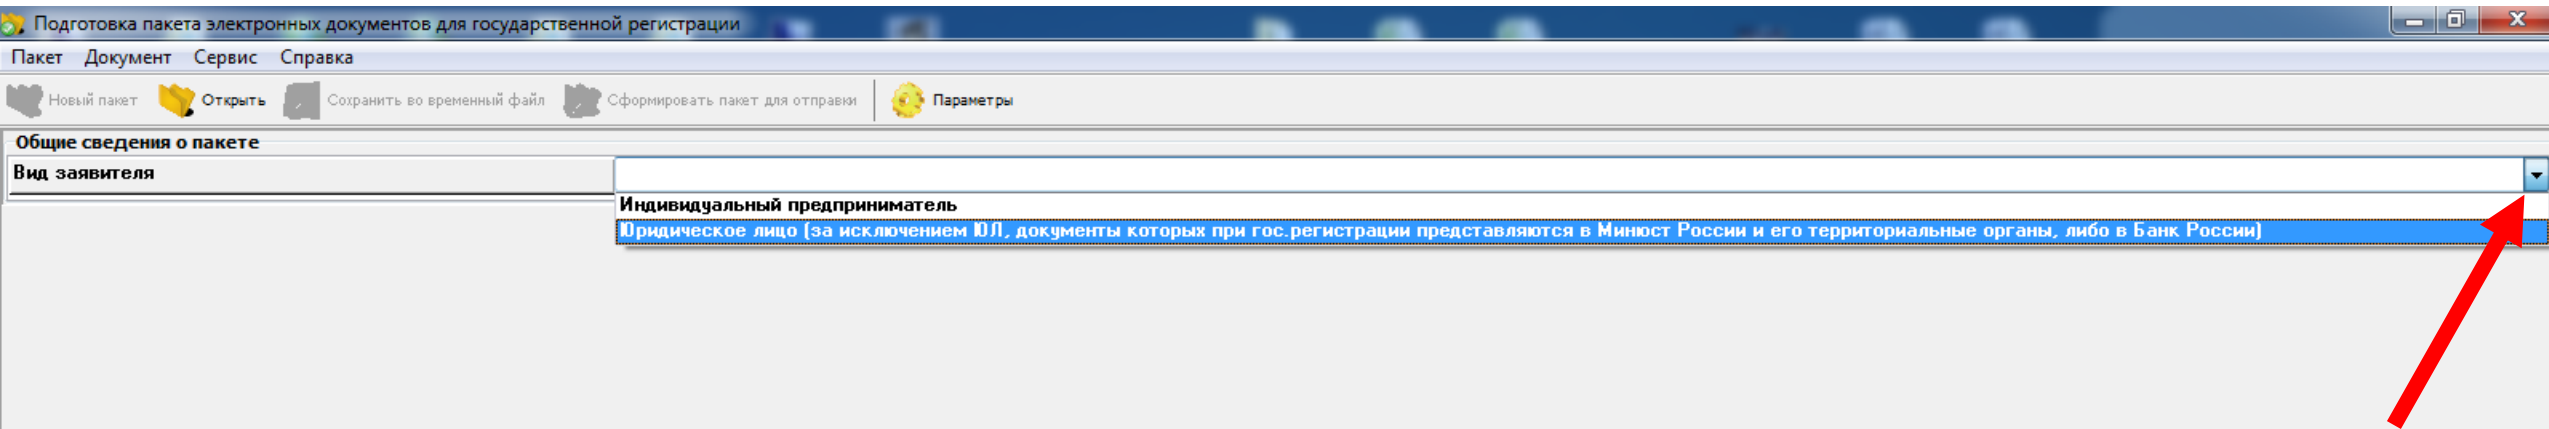 Подготовка пакета электронных документов для государственной регистрации
Пакет Документ Сервис Справка
Новый пакет Открыть Сохранить во временный файл Сформировать пакет для отправки Параметры
Общие сведения о пакете
Вид заявителя
Индивидуальный предприниматель
Юридическое лицо (за исключением ЮЛ, документы которых при гос.регистрации представляются в Минюст России и его территориальные органы, либо в Банк России)